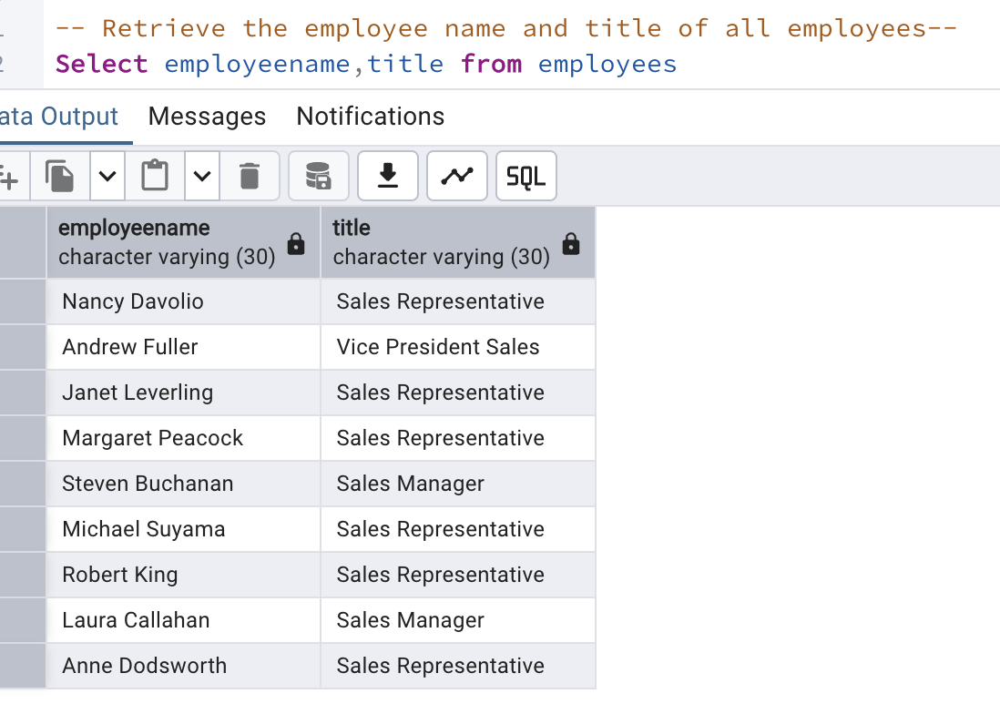 -- Retrieve the employee name and title of all employees--
2 Select employeename,title from employees
ata Output Messages Notifications
SQL
employeename title
character varying (30) character varying (30)
Nancy Davolio Sales Representative
Andrew Fuller Vice President Sales
Janet Leverling Sales Representative
Margaret Peacock Sales Representative
Steven Buchanan Sales Manager
Michael Suyama Sales Representative
Robert King Sales Representative
Laura Callahan Sales Manager
Anne Dodsworth Sales Representative